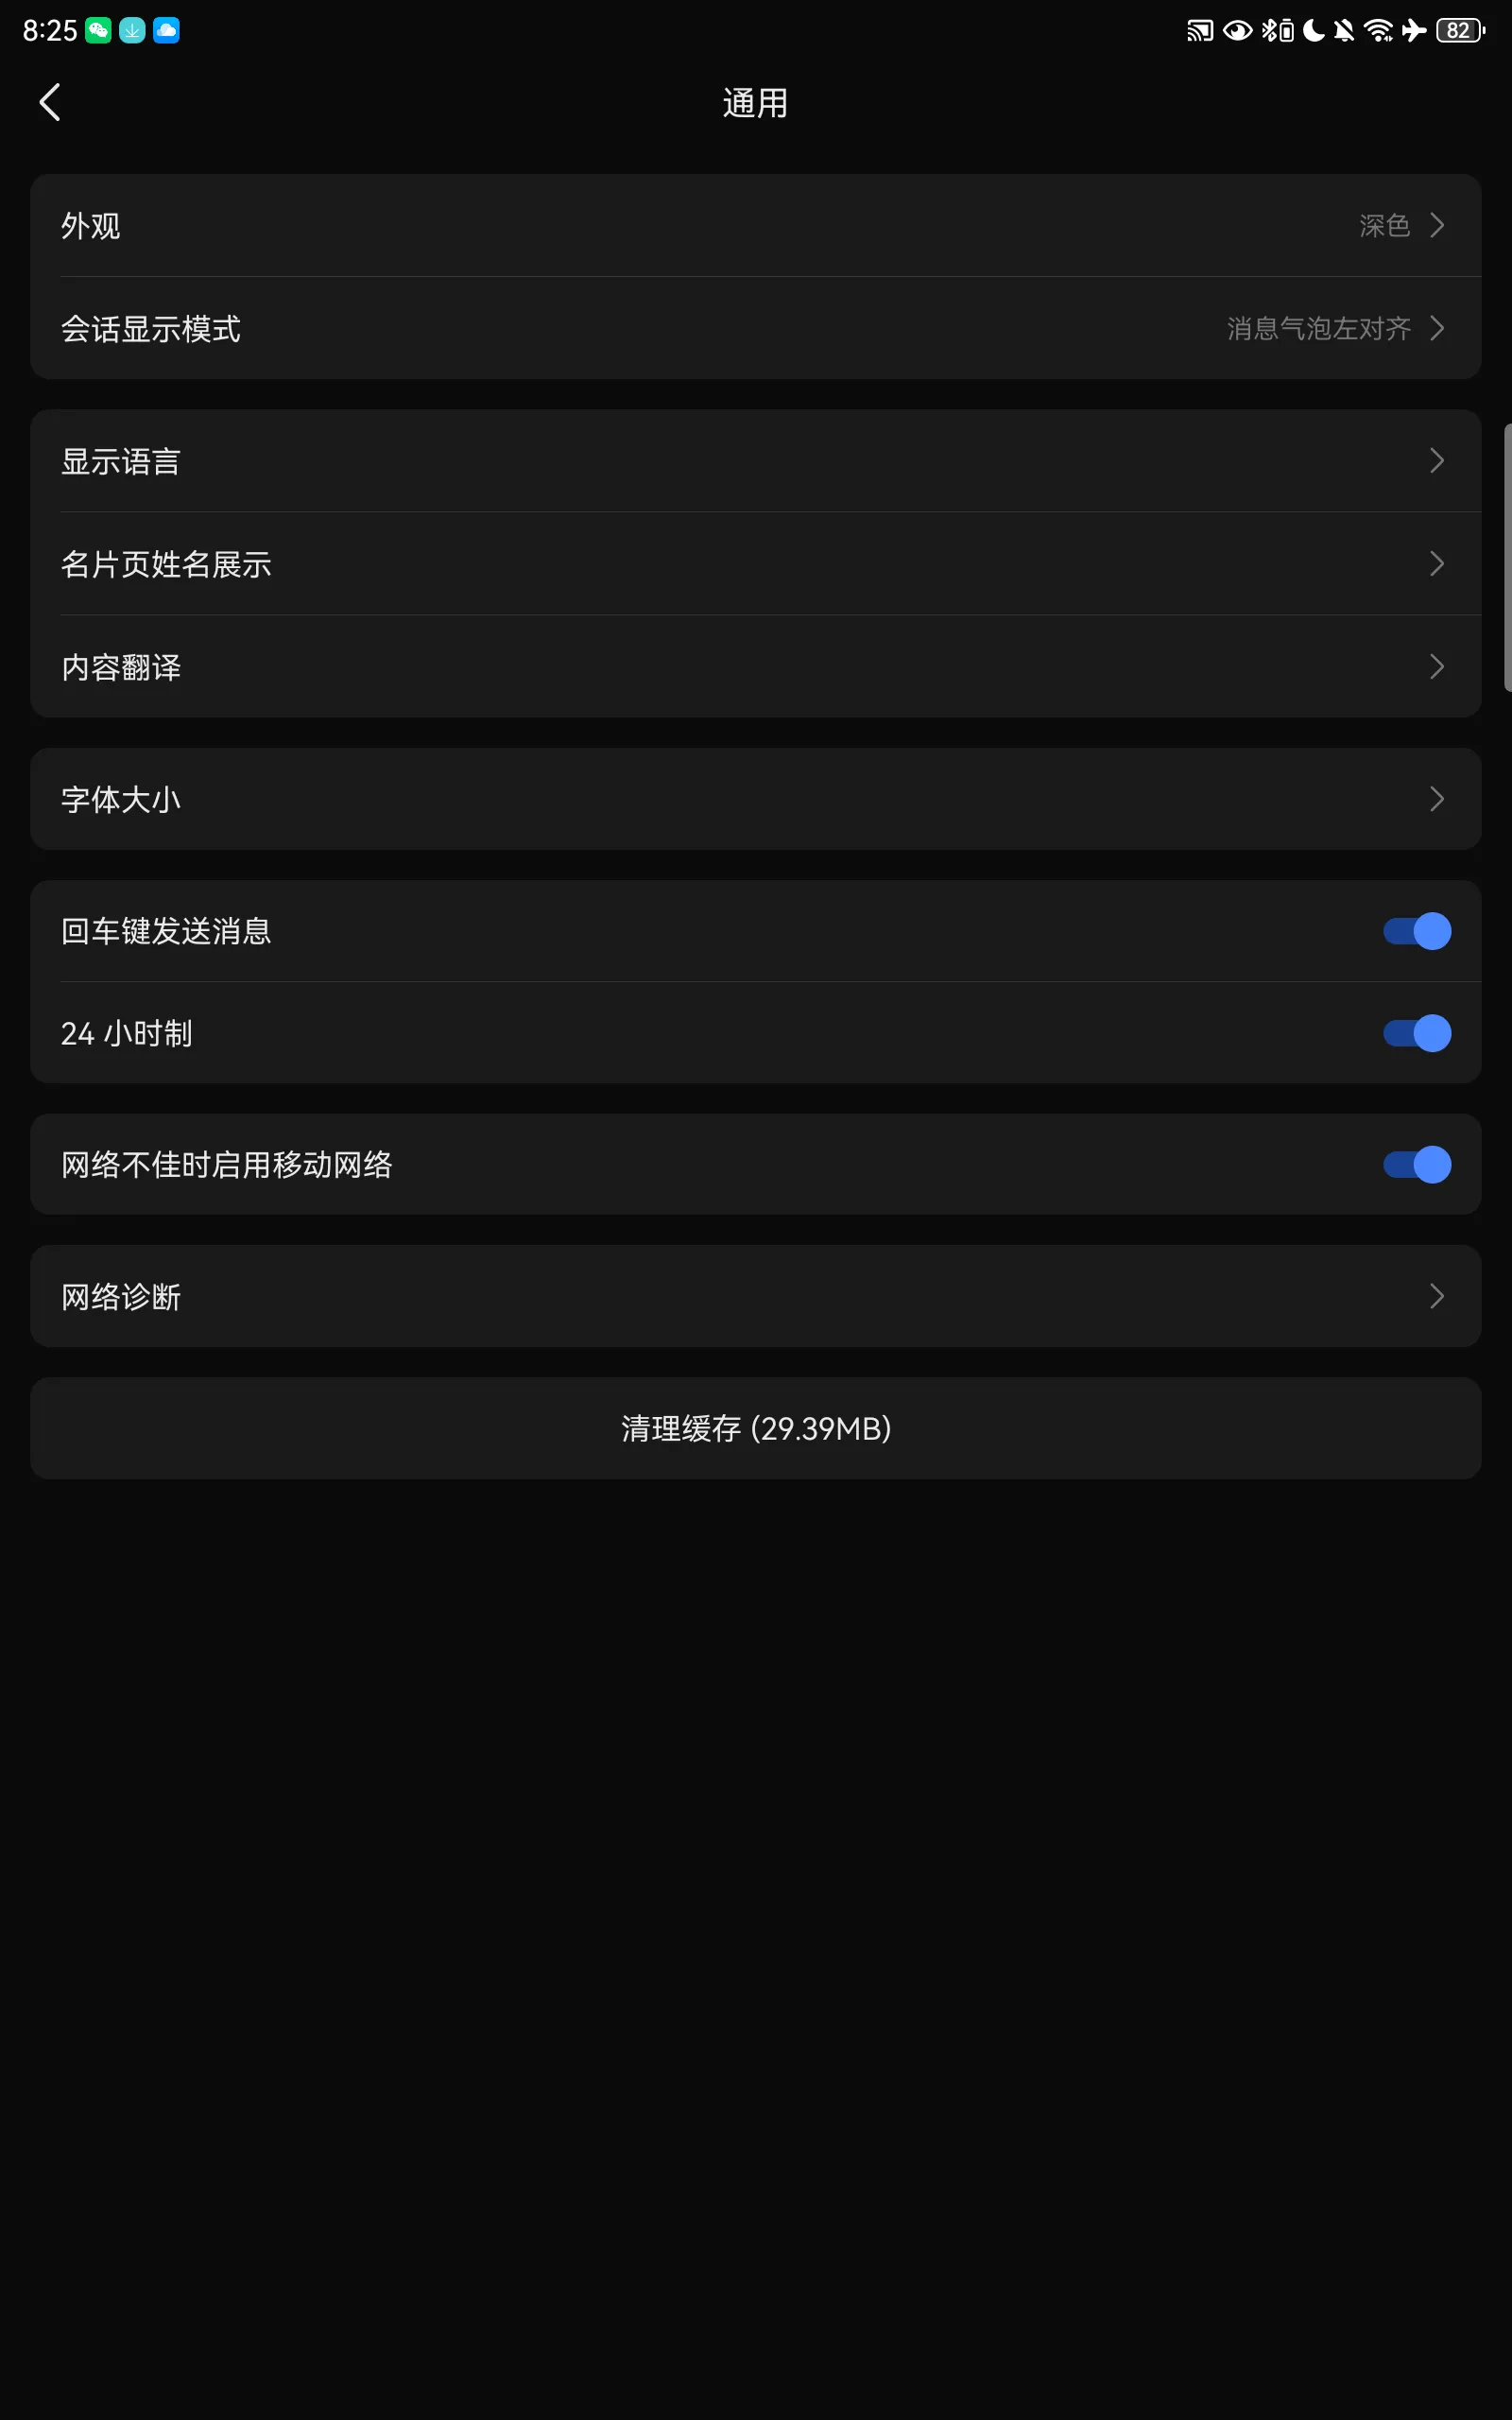 8:25
82
通用
外观
深色
会话显示模式
消息气泡左对齐
显示语言
名片页姓名展示
内容翻译
字体大小
回车键发送消息
24 小时制
网络不佳时启用移动网络
网络诊断
清理缓存 (29.39MB)